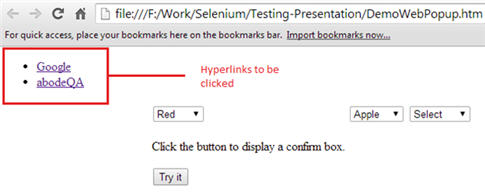 file:///F:/Work/Selenium/Testing-Presentation/DemoWebPopup.htm
For quick access, place your bookmarks here on the bookmarks bar. Import bookmarks now...
Google
abodeQA
Hyperlinks to be
clicked
Red Apple Select
Click the button to display a confirm box.
Try it